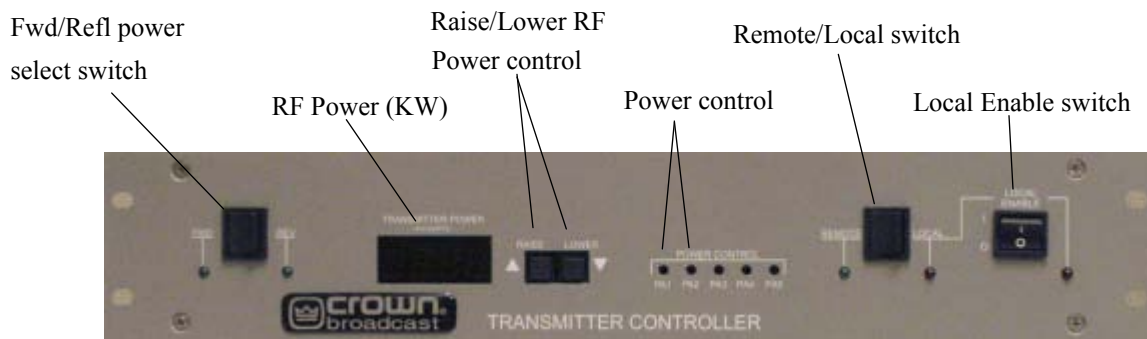 Fwd/Refl power
select switch
Raise/Lower RF
Power control
RF Power (KW)
Power control
Remote/Local switch
Local Enable switch
FWD
REV
TRANSMITTER POWER
RAISE LOWER
POWER CONTROL
PA1 PA2 PA3 PA4 PA5
REMOTE
LOCAL
LOCAL
ENABLE
crown
broadcast
TRANSMITTER CONTROLLER